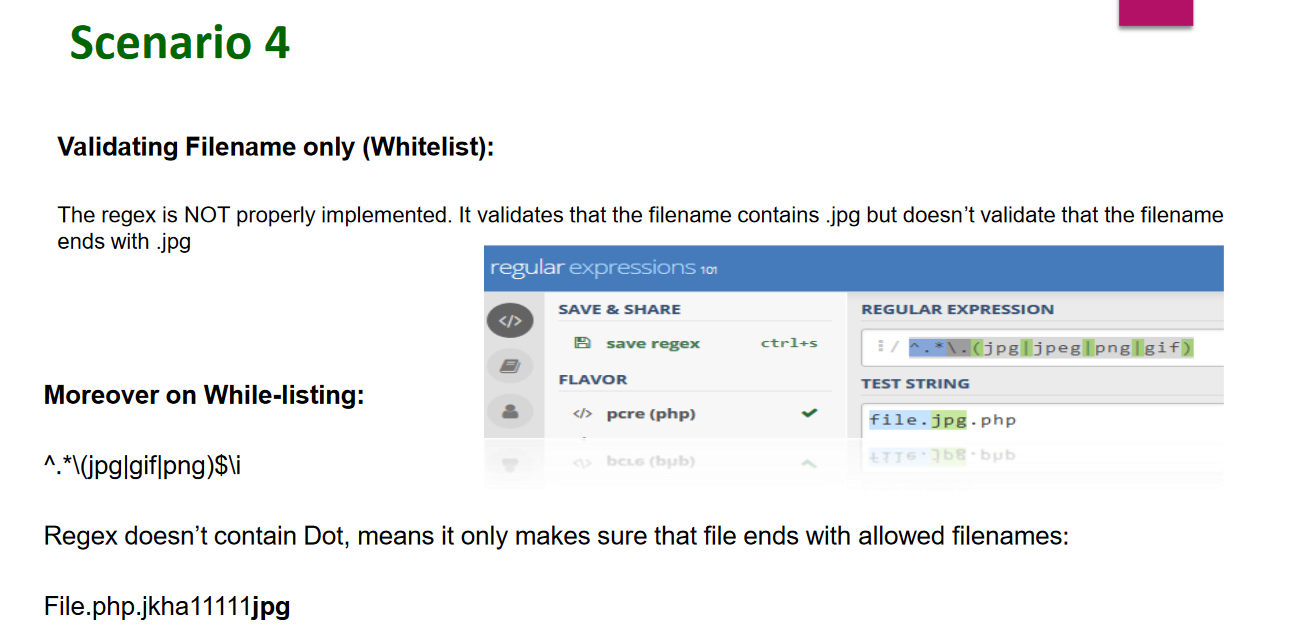 Scenario 4
Validating Filename only (Whitelist):
The regex is NOT properly implemented. It validates that the filename contains .jpg but doesn’t validate that the filename
ends with .jpg
regular expressions 101
SAVE & SHARE
save regex ctrl+s
FLAVOR
</> pcre (php)
REGULAR EXPRESSION
/ ^.*\.(jpg|jpeg|png|gif)
TEST STRING
file.jpg.php
Moreover on While-listing:
^.*\(jpg|gif|png)$\i
Regex doesn’t contain Dot, means it only makes sure that file ends with allowed filenames:
File.php.jkha11111jpg